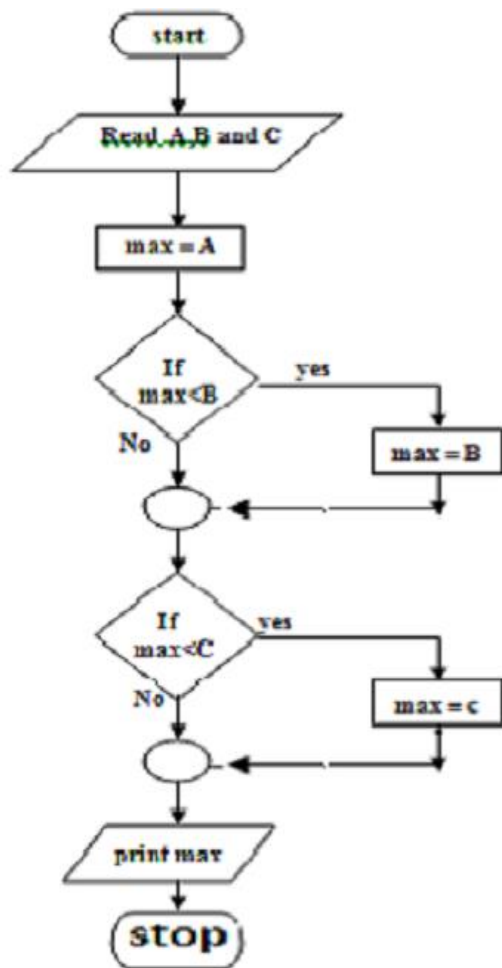 start
Read A,B and C
max = A
If
max<B
yes
No
max = B
If
max<C
yes
No
max = c
print max
stop